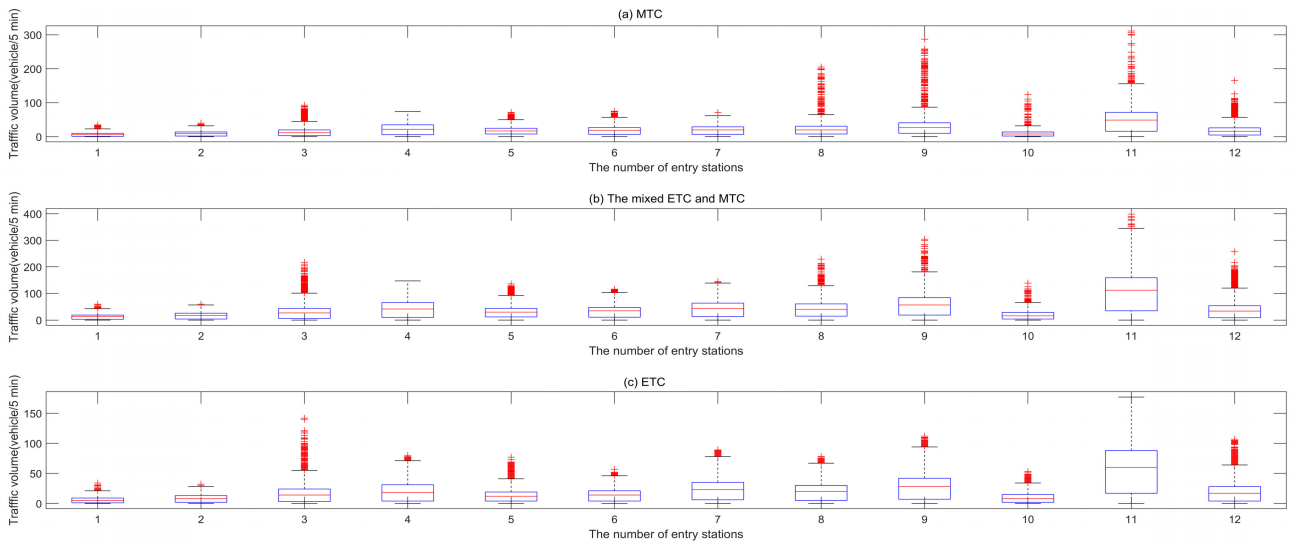 (a) MTC
Trafffic volume(vehicle/5 min)
300
200
100
0
1 2 3 4 5 6 7 8 9 10 11 12
The number of entry stations
(b) The mixed ETC and MTC
Trafffic volume(vehicle/5 min)
400
300
200
100
0
1 2 3 4 5 6 7 8 9 10 11 12
The number of entry stations
(c) ETC
Trafffic volume(vehicle/5 min)
150
100
50
0
1 2 3 4 5 6 7 8 9 10 11 12
The number of entry stations